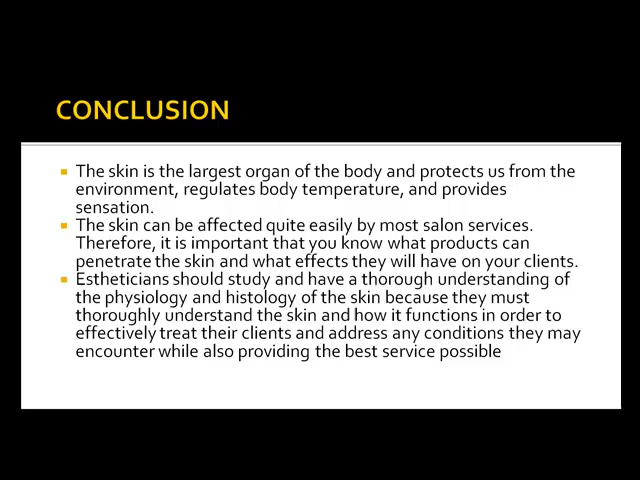 CONCLUSION
The skin is the largest organ of the body and protects us from the
environment, regulates body temperature, and provides
sensation.
The skin can be affected quite easily by most salon services.
Therefore, it is important that you know what products can
penetrate the skin and what effects they will have on your clients.
Estheticians should study and have a thorough understanding of
the physiology and histology of the skin because they must
thoroughly understand the skin and how it functions in order to
effectively treat their clients and address any conditions they may
encounter while also providing the best service possible